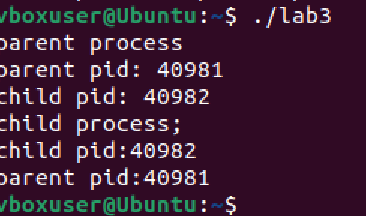 vboxuser@Ubuntu:~$ ./lab3
parent process
parent pid: 40981
child pid: 40982
child process;
child pid:40982
parent pid:40981
vboxuser@Ubuntu:~$